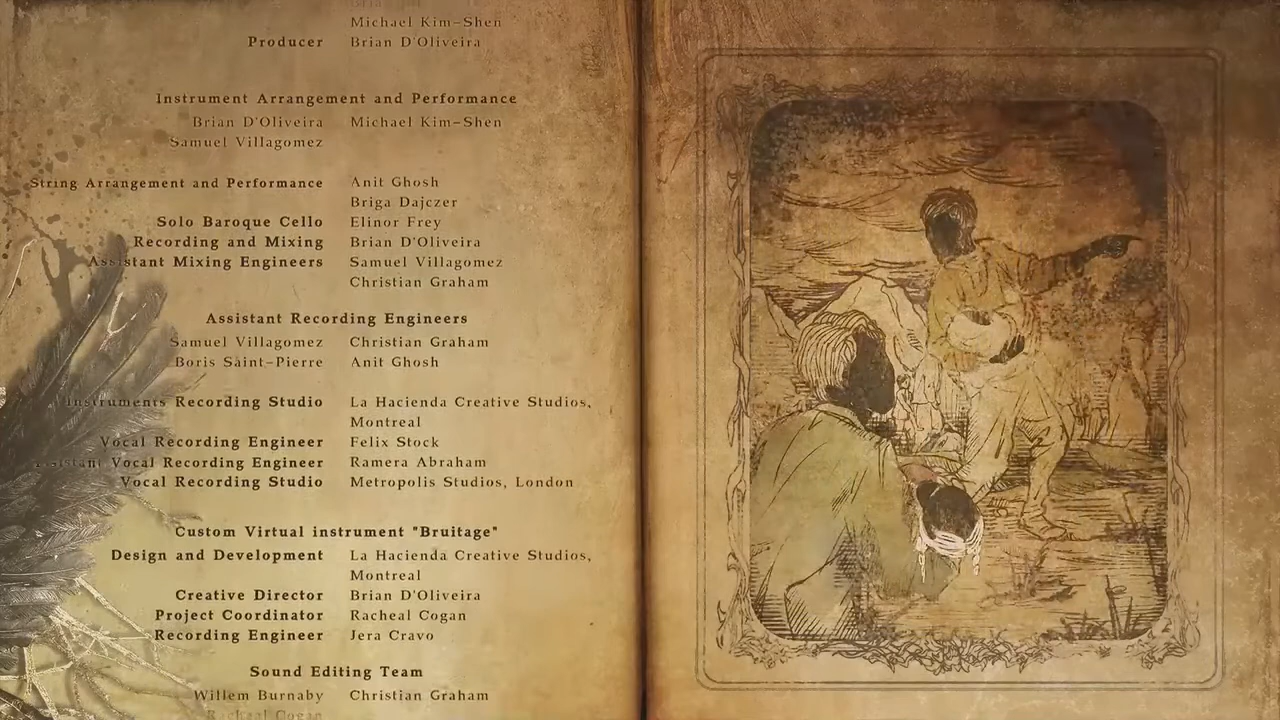 Michael Kim-Shen
Producer Brian D'Oliveira
Instrument Arrangement and Performance
Brian D'Oliveira Michael Kim-Shen
Samuel Villagomez
String Arrangement and Performance Anit Ghosh
Briga Dajczer
Solo Baroque Cello Elinor Frey
Recording and Mixing Brian D'Oliveira
Assistant Mixing Engineers Samuel Villagomez
Christian Graham
Assistant Recording Engineers
Samuel Villagomez Christian Graham
Boris Saint-Pierre Anit Ghosh
Instruments Recording Studio La Hacienda Creative Studios,
Montreal
Vocal Recording Engineer Felix Stock
Assistant Vocal Recording Engineer Ramera Abraham
Vocal Recording Studio Metropolis Studios, London
Custom Virtual instrument "Bruitage"
Design and Development La Hacienda Creative Studios,
Montreal
Creative Director Brian D'Oliveira
Project Coordinator Racheal Cogan
Recording Engineer Jera Cravo
Sound Editing Team
Willem Burnaby Christian Graham
Racheal Cogan